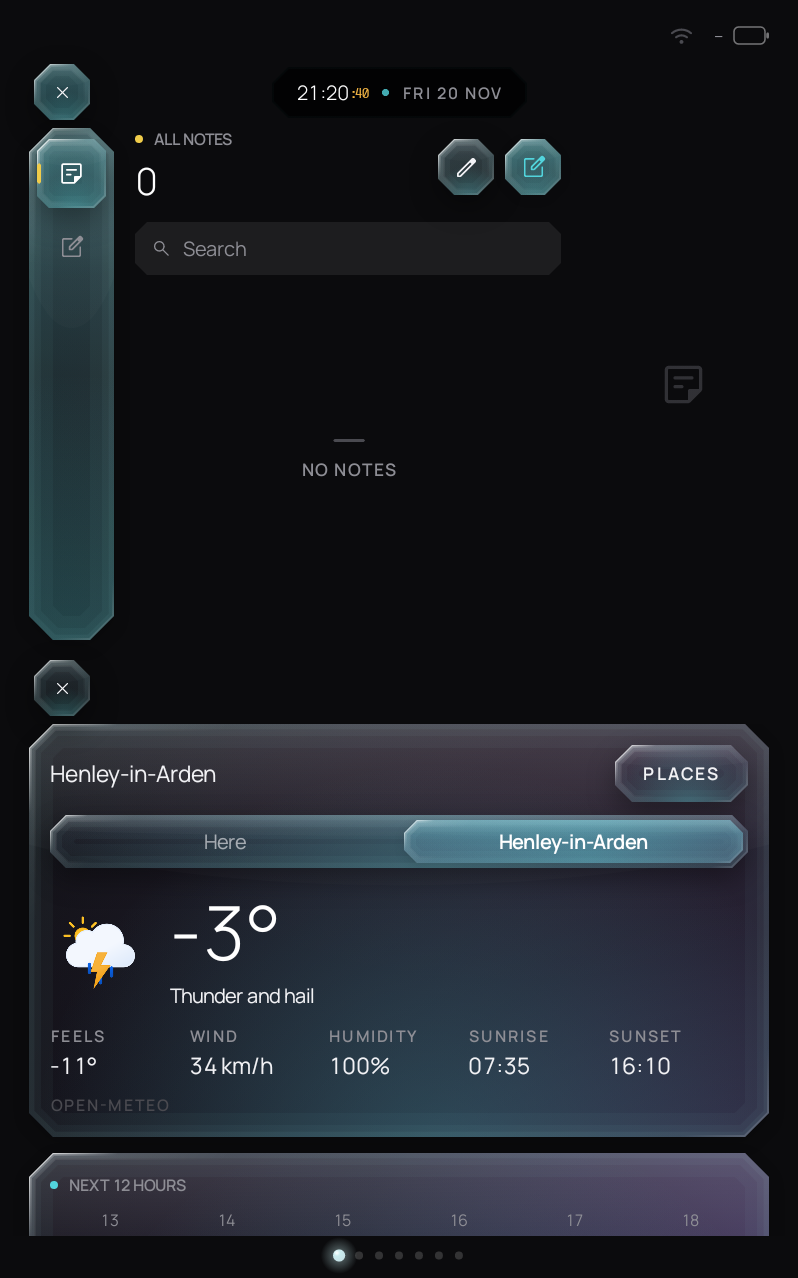 –
21:20:40 • FRI 20 NOV
ALL NOTES
0
Search
NO NOTES
Henley-in-Arden
PLACES
Here Henley-in-Arden
-3°
Thunder and hail
FEELS WIND HUMIDITY SUNRISE SUNSET
-11° 34 km/h 100% 07:35 16:10
OPEN-METEO
NEXT 12 HOURS
13 14 15 16 17 18